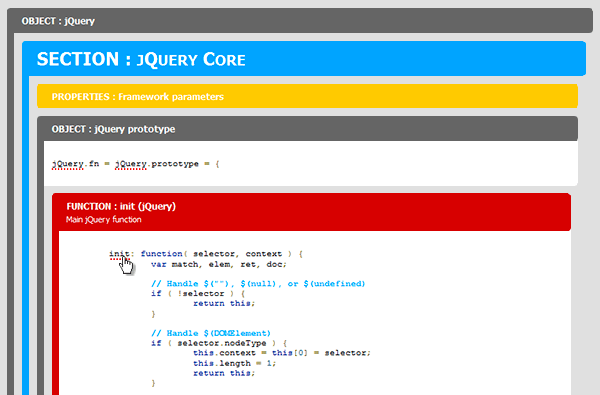 OBJECT : jQuery
SECTION : jQuery Core
PROPERTIES : Framework parameters
OBJECT : jQuery prototype
jQuery.fn = jQuery.prototype = {
FUNCTION : init (jQuery)
Main jQuery function
init: function( selector, context ) {
var match, elem, ret, doc;
// Handle $(""), $(null), or $(undefined)
if ( !selector ) {
return this;
}
// Handle $(DOMElement)
if ( selector.nodeType ) {
this.context = this[0] = selector;
this.length = 1;
return this;
}